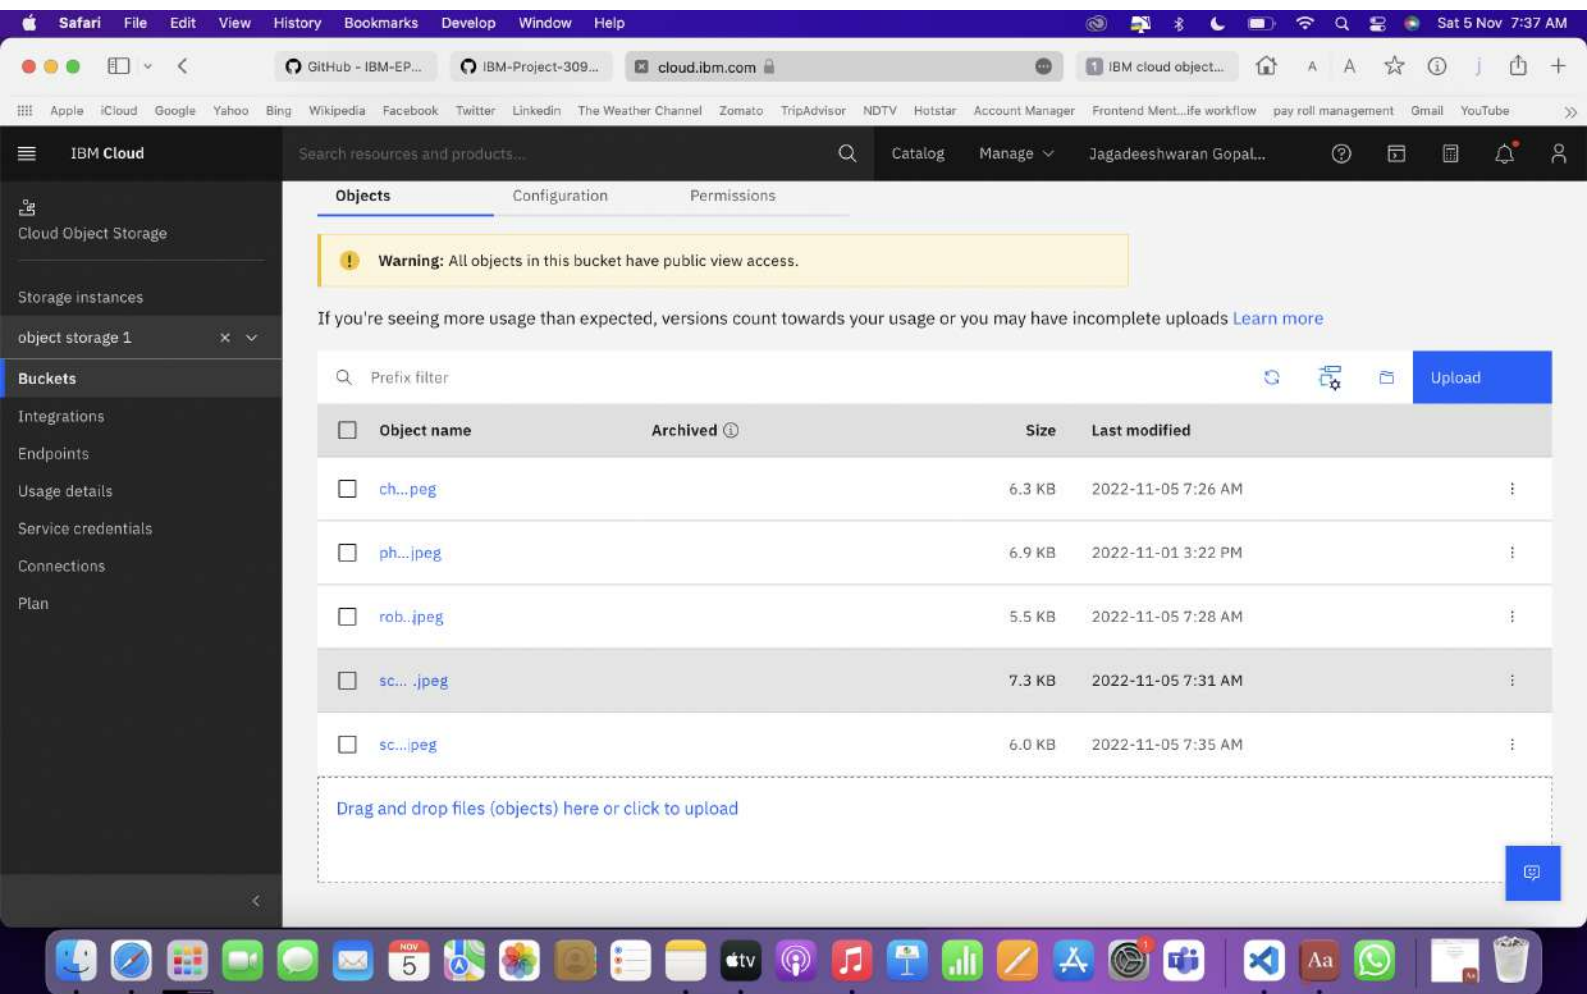 Safari File Edit View History Bookmarks Develop Window Help Sat 5 Nov 7:37 AM
GitHub - IBM-EP... IBM-Project-309... cloud.ibm.com 1 IBM cloud object... A A j
Apple iCloud Google Yahoo Bing Wikipedia Facebook Twitter Linkedin The Weather Channel Zomato TripAdvisor NDTV Hotstar Account Manager Frontend Ment...ife workflow pay roll management Gmail YouTube
IBM Cloud Search resources and products... Catalog Manage Jagadeeshwaran Gopal...
Objects Configuration Permissions
Cloud Object Storage
Warning: All objects in this bucket have public view access.
Storage instances
If you're seeing more usage than expected, versions count towards your usage or you may have incomplete uploads Learn more
object storage 1
Buckets
Prefix filter Upload
Integrations
Object name Archived Size Last modified
Endpoints
ch...peg 6.3 KB 2022-11-05 7:26 AM
Usage details
Service credentials
ph...jpeg 6.9 KB 2022-11-01 3:22 PM
Connections
Plan
rob..jpeg 5.5 KB 2022-11-05 7:28 AM
sc... .jpeg 7.3 KB 2022-11-05 7:31 AM
sc...jpeg 6.0 KB 2022-11-05 7:35 AM
Drag and drop files (objects) here or click to upload
NOV
5
tv
Aa